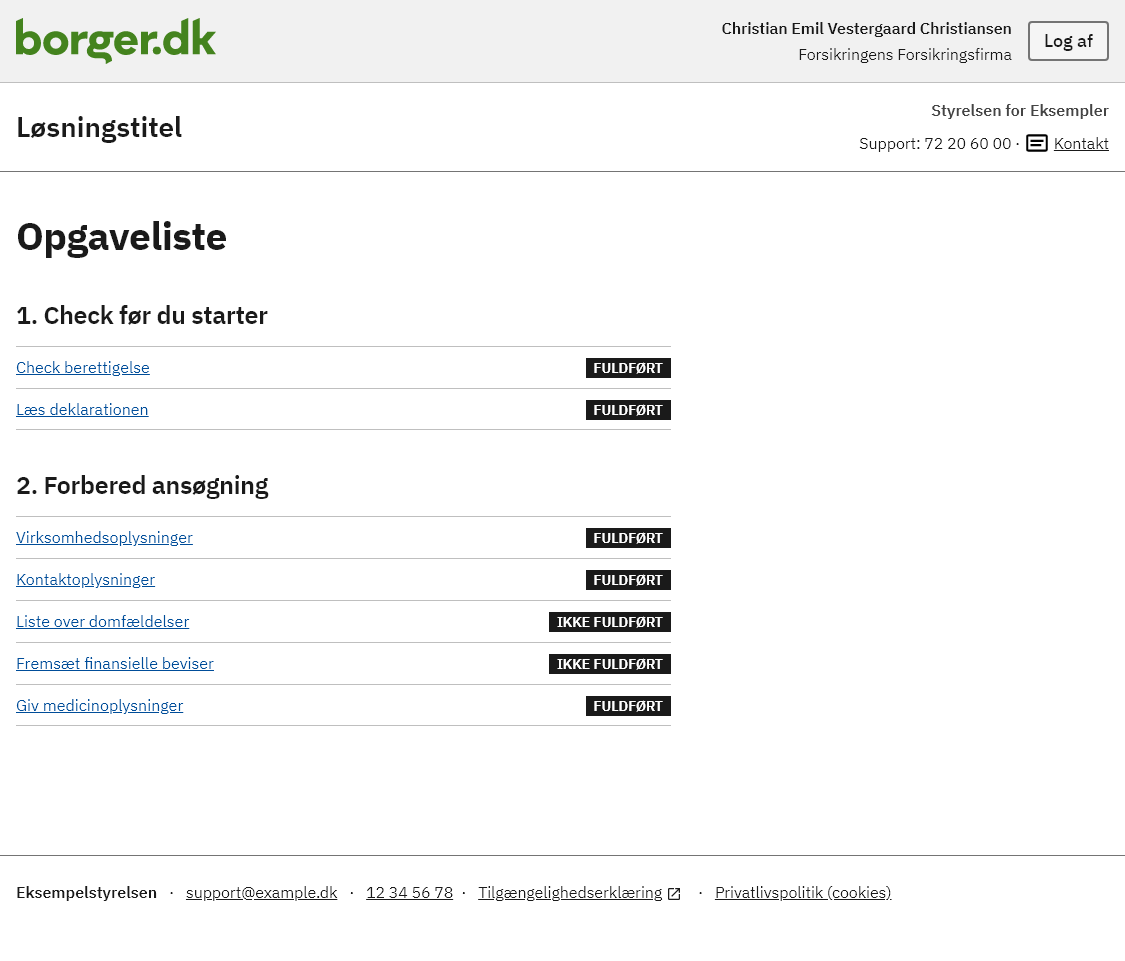 borger.dk
Christian Emil Vestergaard Christiansen
Forsikringens Forsikringsfirma
Log af
Løsningstitel
Styrelsen for Eksempler
Support: 72 20 60 00 · Kontakt
Opgaveliste
1. Check før du starter
Check berettigelse FULDFØRT
Læs deklarationen FULDFØRT
2. Forbered ansøgning
Virksomhedsoplysninger FULDFØRT
Kontaktoplysninger FULDFØRT
Liste over domfældelser IKKE FULDFØRT
Fremsæt finansielle beviser IKKE FULDFØRT
Giv medicinoplysninger FULDFØRT
Eksempelstyrelsen · support@example.dk · 12 34 56 78 · Tilgængelighedserklæring · Privatlivspolitik (cookies)